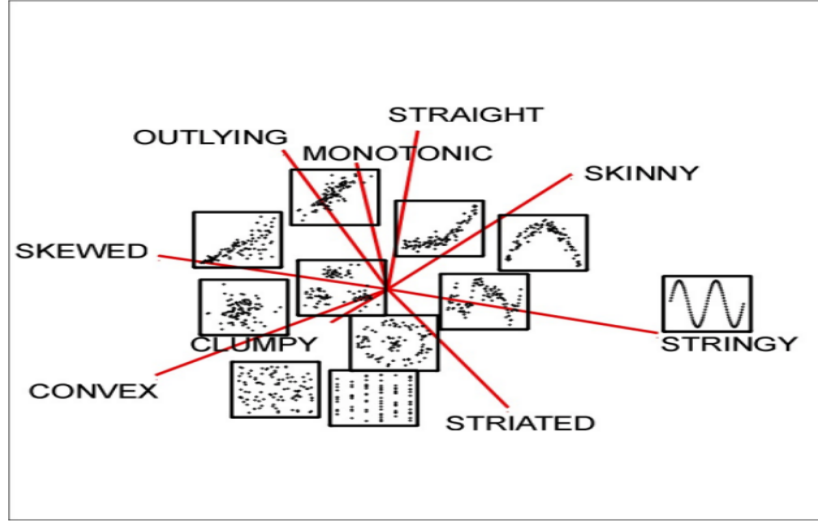 STRAIGHT
OUTLYING
MONOTONIC
SKINNY
SKEWED
CLUMPY
STRINGY
CONVEX
STRIATED